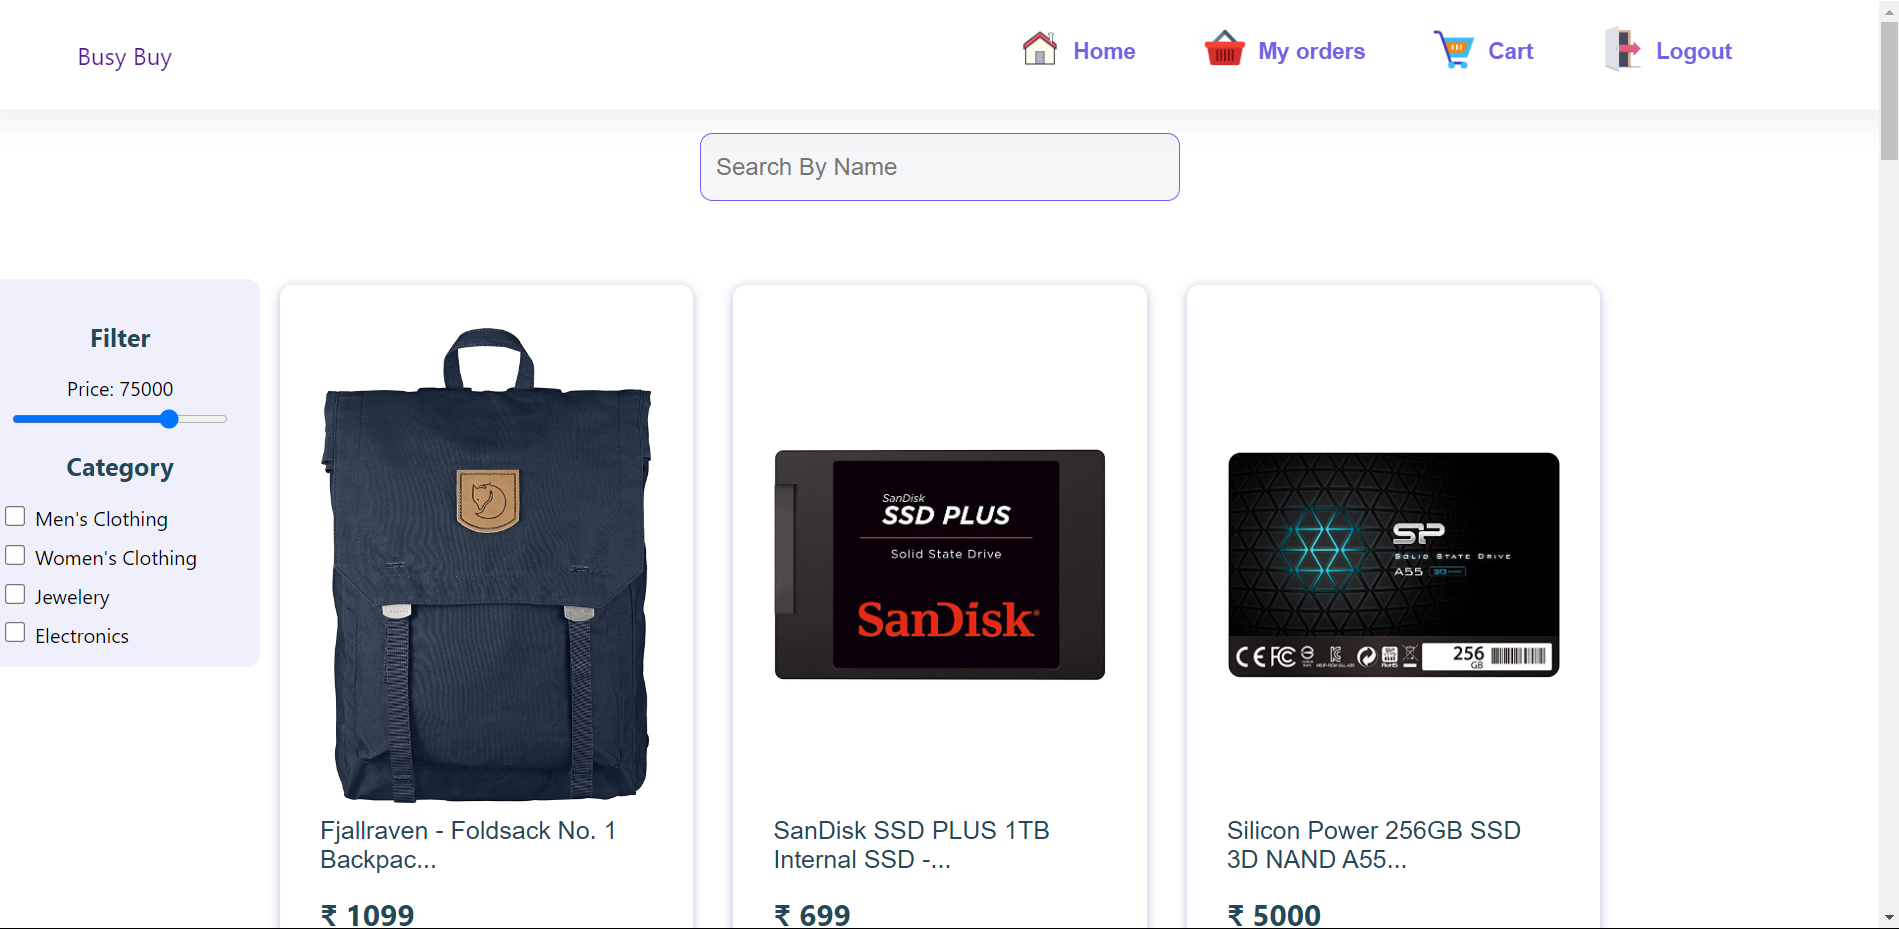 Busy Buy
Home
My orders
Cart
Logout
Search By Name
Filter
Price: 75000
Category
Men's Clothing
Women's Clothing
Jewelery
Electronics
SanDisk
SSD PLUS
Solid State Drive
SanDisk
SP
SOLID STATE DRIVE
A55
256
GB
Fjallraven - Foldsack No. 1
Backpac...
₹ 1099
SanDisk SSD PLUS 1TB
Internal SSD -...
₹ 699
Silicon Power 256GB SSD
3D NAND A55...
₹ 5000